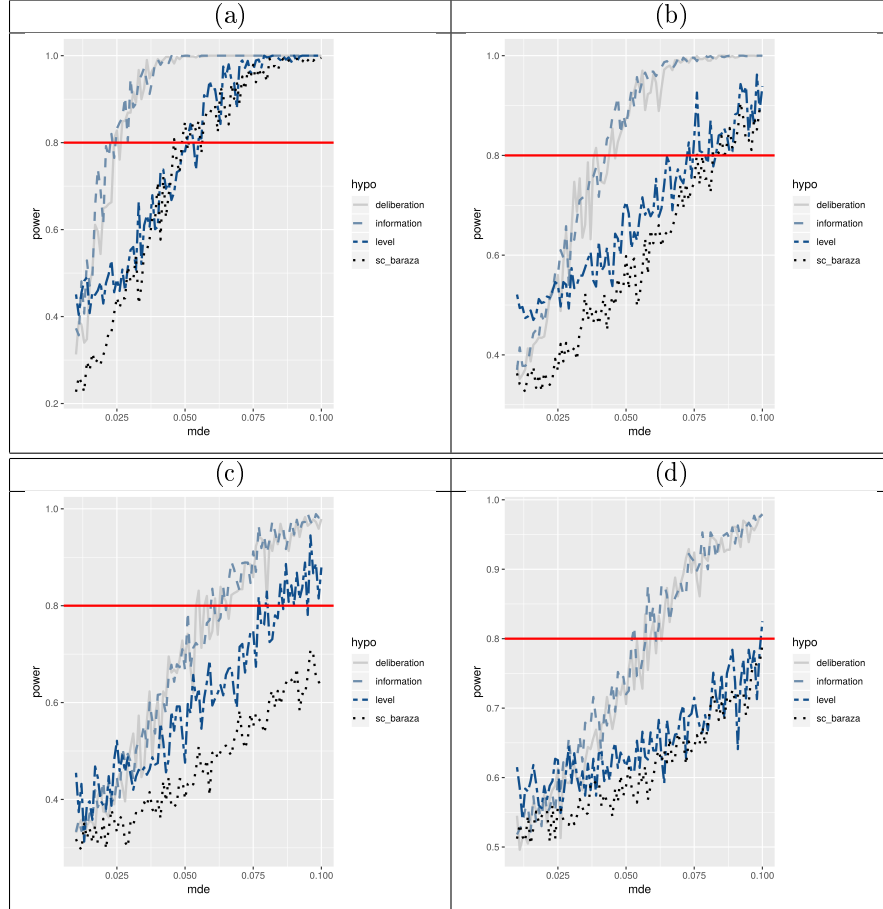 (a)
(b)
1.0
0.8
0.6
0.4
0.2
power
0.025
0.050
0.075
0.100
mde
hypo
deliberation
information
level
sc_baraza
1.0
0.8
0.6
0.4
power
0.025
0.050
0.075
0.100
mde
hypo
deliberation
information
level
sc_baraza
(c)
(d)
1.0
0.8
0.6
0.4
power
0.025
0.050
0.075
0.100
mde
hypo
deliberation
information
level
sc_baraza
1.0
0.9
0.8
0.7
0.6
0.5
power
0.025
0.050
0.075
0.100
mde
hypo
deliberation
information
level
sc_baraza